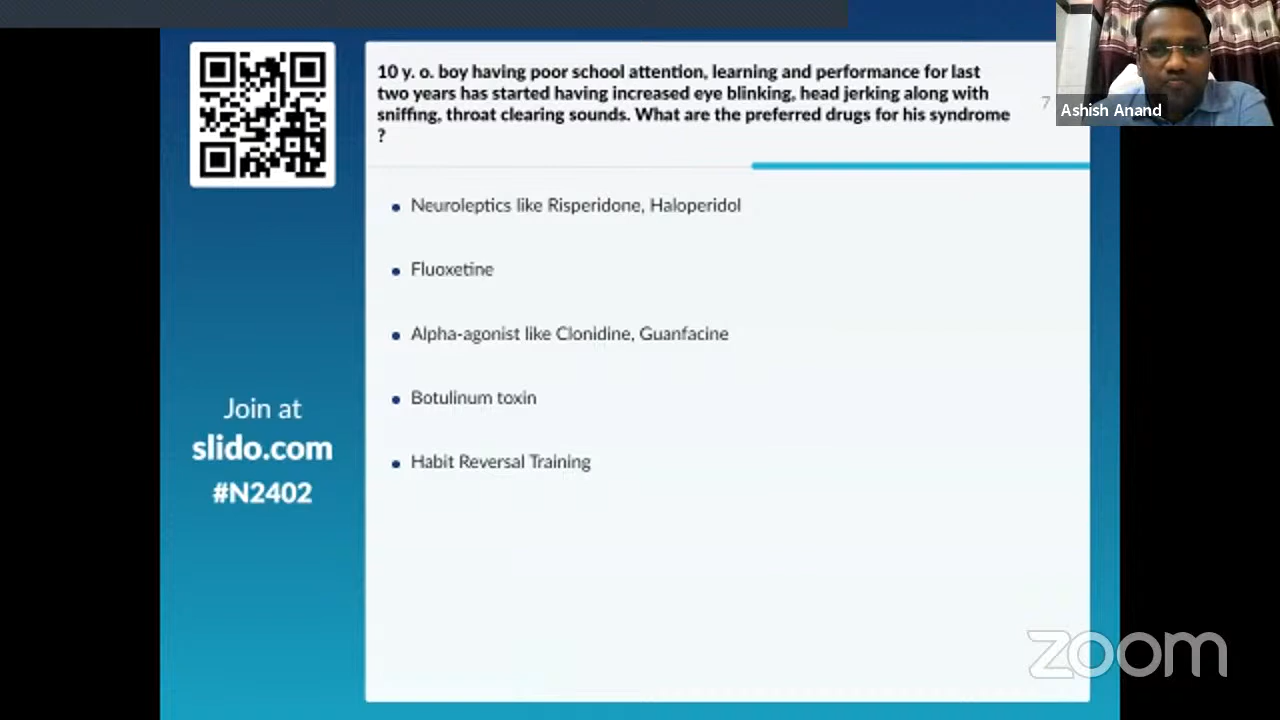 10 y. o. boy having poor school attention, learning and performance for last
two years has started having increased eye blinking, head jerking along with
sniffing, throat clearing sounds. What are the preferred drugs for his syndrome
?
7
Ashish Anand
Neuroleptics like Risperidone, Haloperidol
Fluoxetine
Alpha-agonist like Clonidine, Guanfacine
Botulinum toxin
Habit Reversal Training
Join at
slido.com
#N2402
zoom